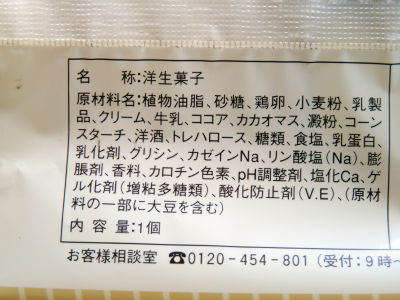 名　称:洋生菓子
原材料名:植物油脂、砂糖、鶏卵、小麦粉、乳製
品、クリーム、牛乳、ココア、カカオマス、澱粉、コーン
スターチ、洋酒、トレハロース、糖類、食塩、乳蛋白、
乳化剤、グリシン、カゼインNa、リン酸塩(Na)、膨
脹剤、香料、カロチン色素、pH調整剤、塩化Ca、ゲ
ル化剤(増粘多糖類)、酸化防止剤(V.E)、(原材
料の一部に大豆を含む)
内 容 量:1個
お客様相談室 ☎0120-454-801(受付:9時〜